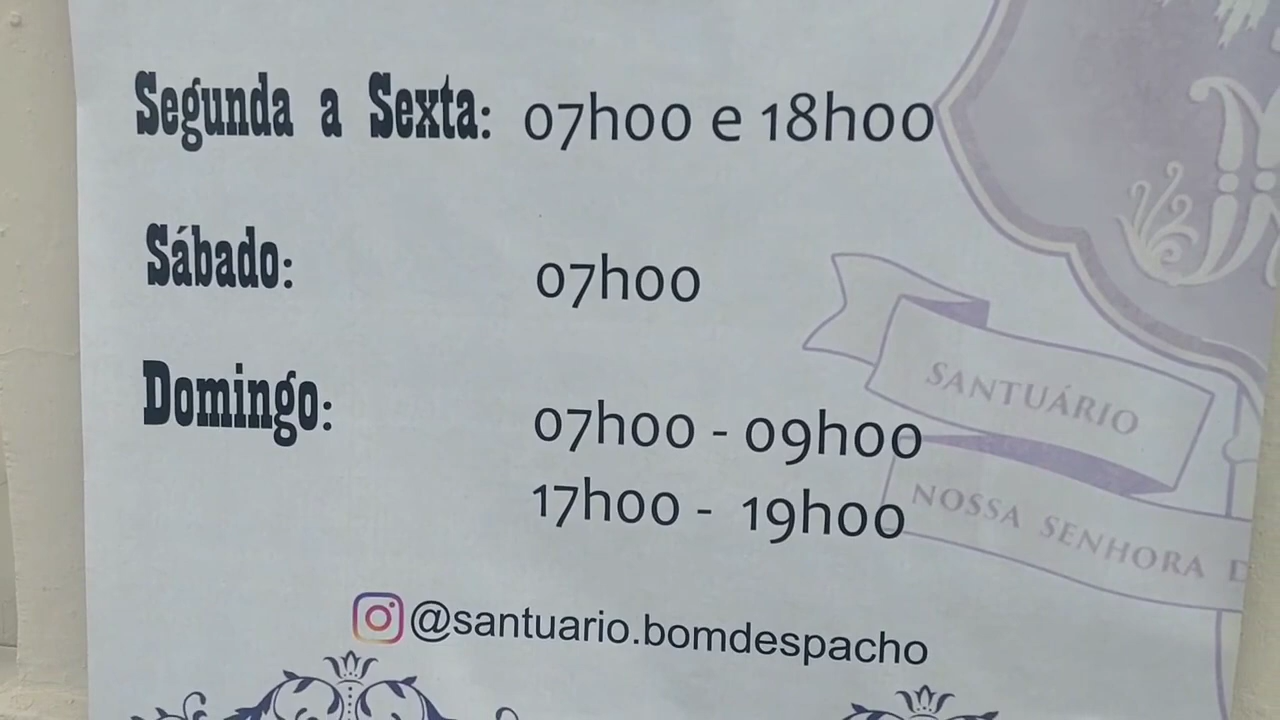 Segunda a Sexta: 07h00 e 18h00
Sábado: 07h00
Domingo: 07h00 - 09h00
17h00 - 19h00
SANTUÁRIO
NOSSA SENHORA
@santuario.bomdespacho